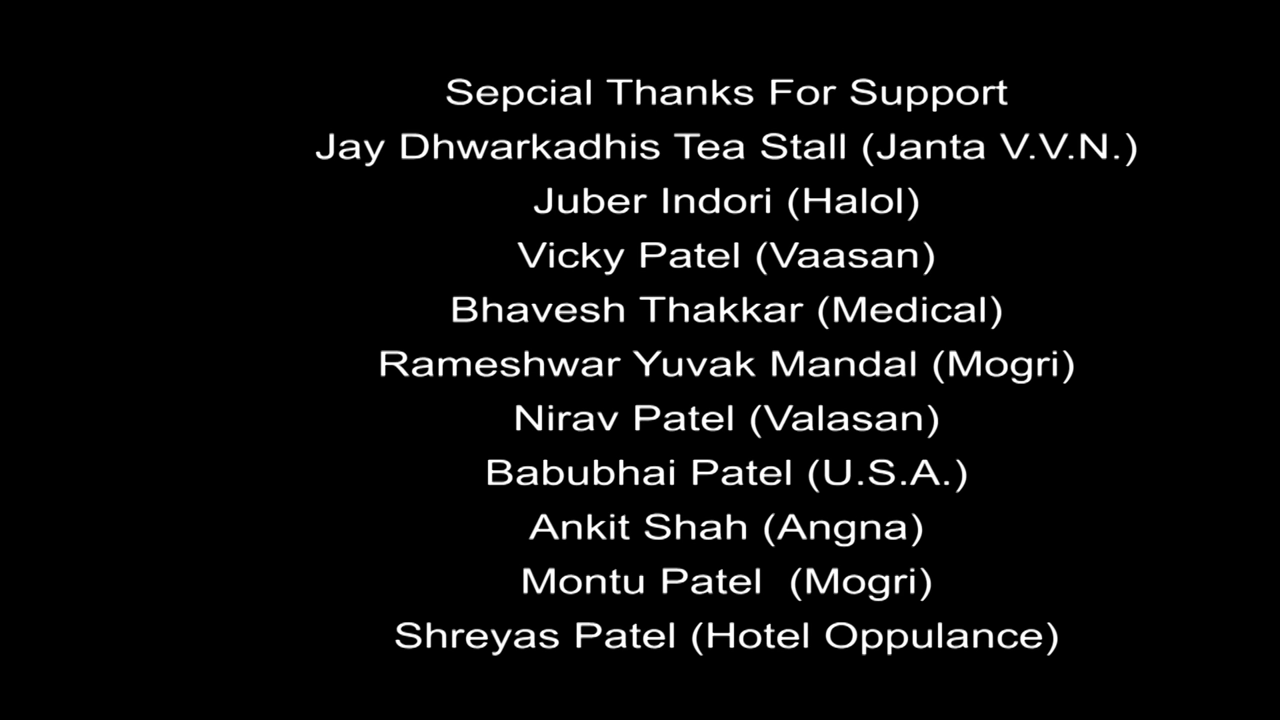 Sepcial Thanks For Support
Jay Dhwarkadhis Tea Stall (Janta V.V.N.)
Juber Indori (Halol)
Vicky Patel (Vaasan)
Bhavesh Thakkar (Medical)
Rameshwar Yuvak Mandal (Mogri)
Nirav Patel (Valasan)
Babubhai Patel (U.S.A.)
Ankit Shah (Angna)
Montu Patel  (Mogri)
Shreyas Patel (Hotel Oppulance)